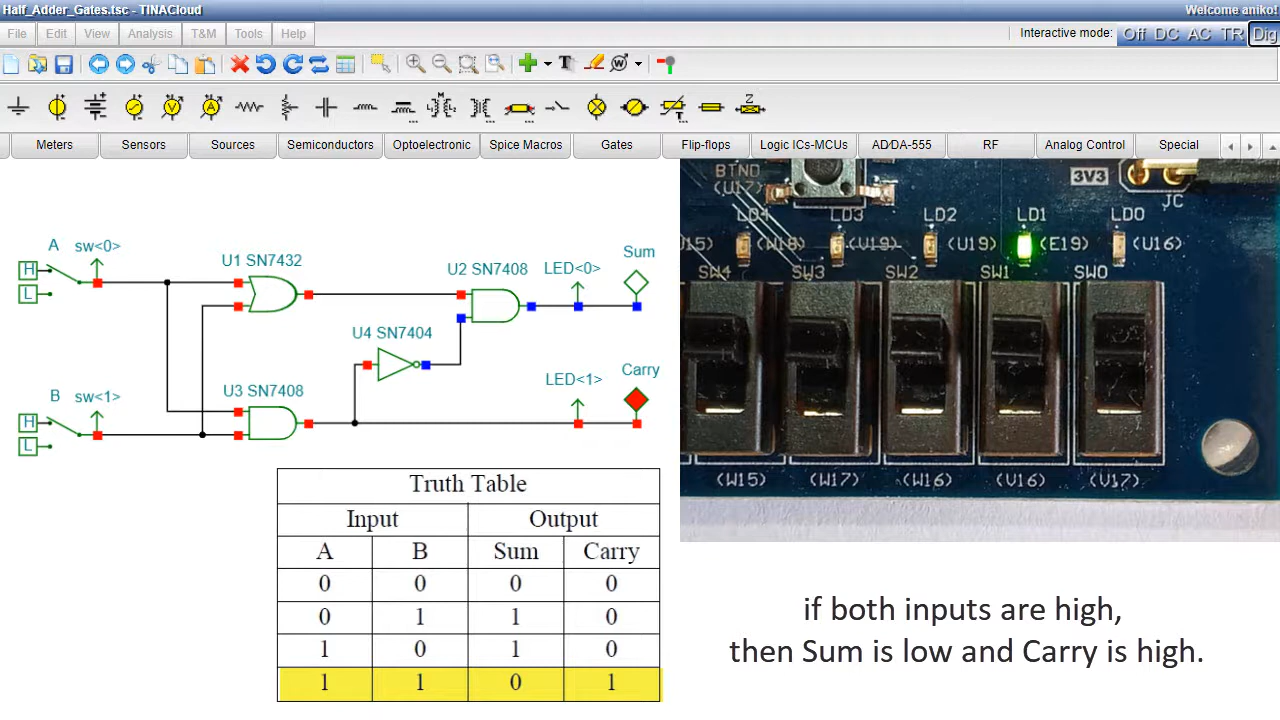 Half_Adder_Gates.tsc - TINACloud
Welcome aniko!
File Edit View Analysis T&M Tools Help
Interactive mode: Off DC AC TR Dig
Meters Sensors Sources Semiconductors Optoelectronic Spice Macros Gates Flip-flops Logic ICs-MCUs AD/DA-555 RF Analog Control Special
A sw<0>
H
L
U1 SN7432
U2 SN7408
LED<0>
Sum
U4 SN7404
B sw<1>
H
L
U3 SN7408
LED<1>
Carry
Truth Table
Input Output
A B Sum Carry
0 0 0 0
0 1 1 0
1 0 1 0
1 1 0 1
BTND
(U17)
3V3
JC
LD4 LD3 LD2 LD1 LD0
(W18) (V19) (U19) (E19) (U16)
SW4 SW3 SW2 SW1 SW0
(W15) (W17) (W16) (V16) (V17)
if both inputs are high,
then Sum is low and Carry is high.